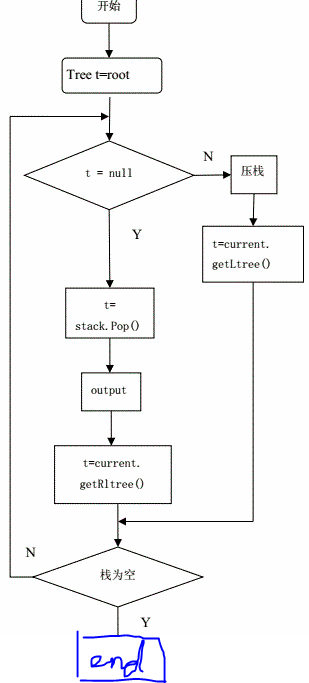 开始
Tree t=root
t = null
N
压栈
t=current.
getLtree()
Y
t=
stack.Pop()
output
t=current.
getRltree()
N
栈为空
Y
end